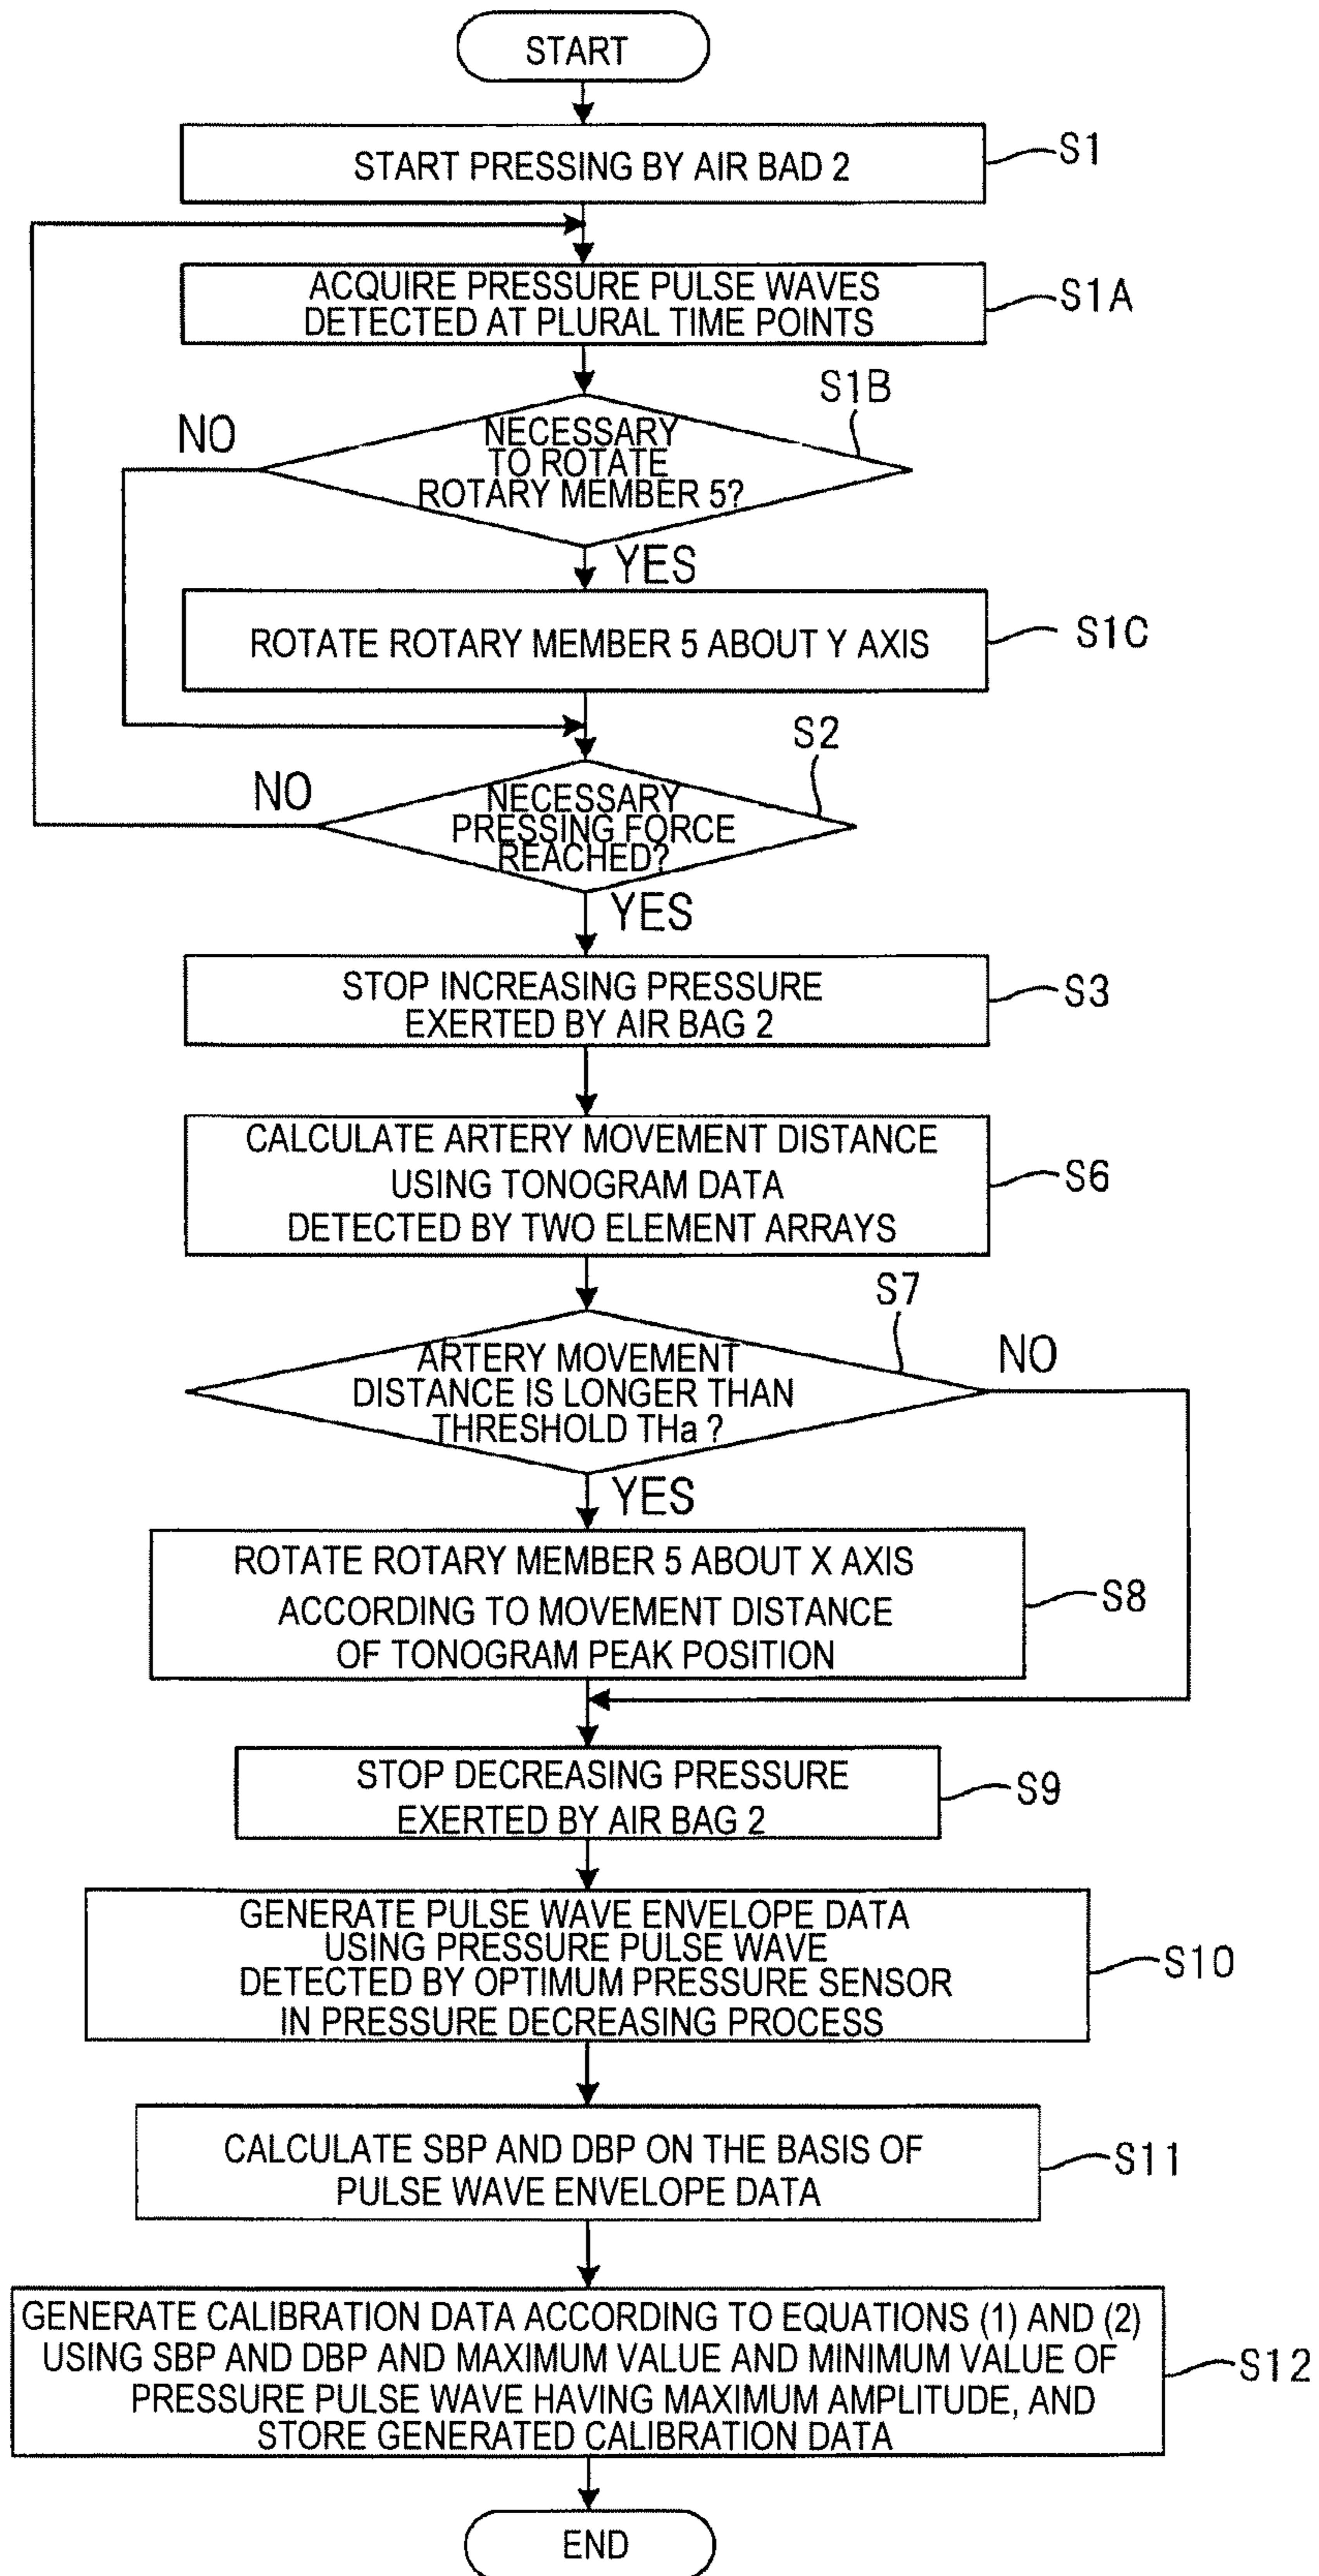 START
START PRESSING BY AIR BAD 2
S1
ACQUIRE PRESSURE PULSE WAVES
DETECTED AT PLURAL TIME POINTS
S1A
S1B
NO
NECESSARY
TO ROTATE
ROTARY MEMBER 5?
YES
ROTATE ROTARY MEMBER 5 ABOUT Y AXIS
S1C
S2
NO
NECESSARY
PRESSING FORCE
REACHED?
YES
STOP INCREASING PRESSURE
EXERTED BY AIR BAG 2
S3
CALCULATE ARTERY MOVEMENT DISTANCE
USING TONOGRAM DATA
DETECTED BY TWO ELEMENT ARRAYS
S6
S7
NO
ARTERY MOVEMENT
DISTANCE IS LONGER THAN
THRESHOLD THa ?
YES
ROTATE ROTARY MEMBER 5 ABOUT X AXIS
ACCORDING TO MOVEMENT DISTANCE
OF TONOGRAM PEAK POSITION
S8
STOP DECREASING PRESSURE
EXERTED BY AIR BAG 2
S9
GENERATE PULSE WAVE ENVELOPE DATA
USING PRESSURE PULSE WAVE
DETECTED BY OPTIMUM PRESSURE SENSOR
IN PRESSURE DECREASING PROCESS
S10
CALCULATE SBP AND DBP ON THE BASIS OF
PULSE WAVE ENVELOPE DATA
S11
GENERATE CALIBRATION DATA ACCORDING TO EQUATIONS (1) AND (2)
USING SBP AND DBP AND MAXIMUM VALUE AND MINIMUM VALUE OF
PRESSURE PULSE WAVE HAVING MAXIMUM AMPLITUDE, AND
STORE GENERATED CALIBRATION DATA
S12
END